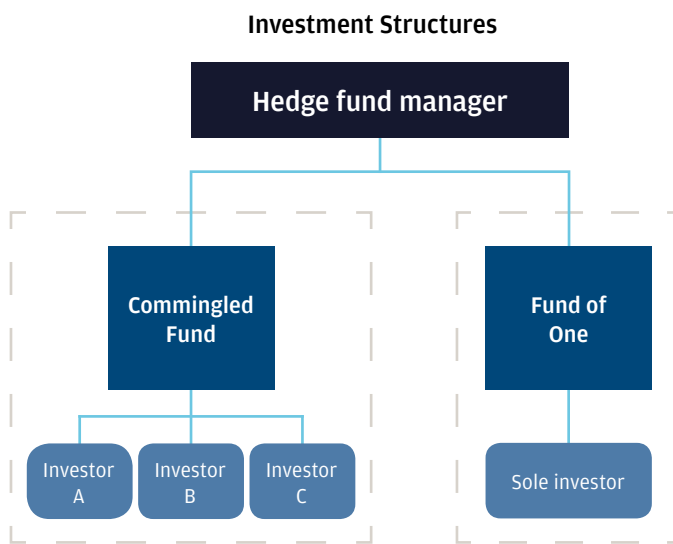 Investment Structures
Hedge fund manager
Commingled
Fund
Fund of
One
Investor
A
Investor
B
Investor
C
Sole investor